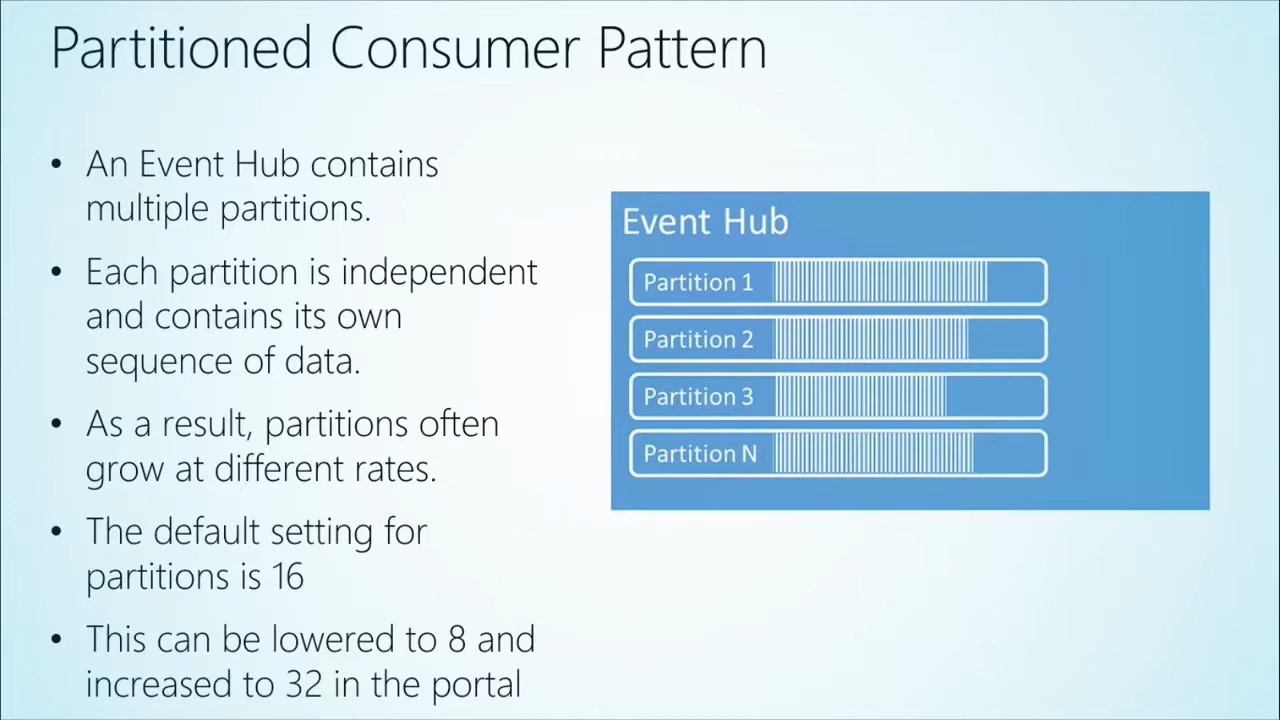 Partitioned Consumer Pattern
• An Event Hub contains
multiple partitions.
• Each partition is independent
and contains its own
sequence of data.
• As a result, partitions often
grow at different rates.
• The default setting for
partitions is 16
• This can be lowered to 8 and
increased to 32 in the portal
Event Hub
Partition 1
Partition 2
Partition 3
Partition N